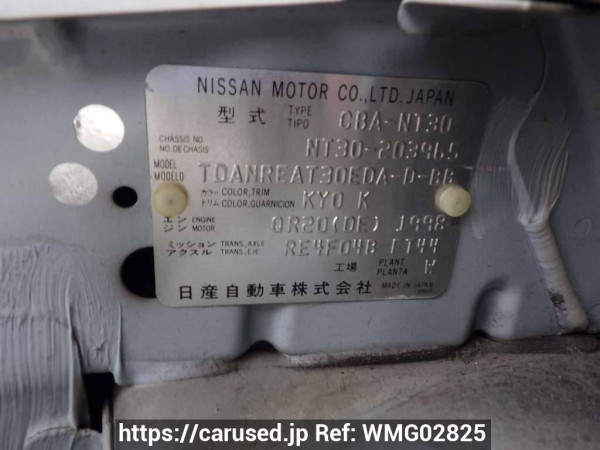 NISSAN MOTOR CO.,LTD. JAPAN
型式 TYPE TIPO CBA-NT30
CHASSIS NO. NO. DE CHASIS NT30-203965
MODEL MODELO TDANREAT30EDA-D-BG
カラー COLOR, TRIM
トリム COLOR, GUARNICION KY0 K
エンジン ENGINE MOTOR QR20(DE) 1998
ミッション TRANS. AXLE
アクスル TRANS. EJE RE4F04B FT44
工場 PLANT PLANTA W
日産自動車株式会社 MADE IN JAPAN
https://carused.jp Ref: WMG02825